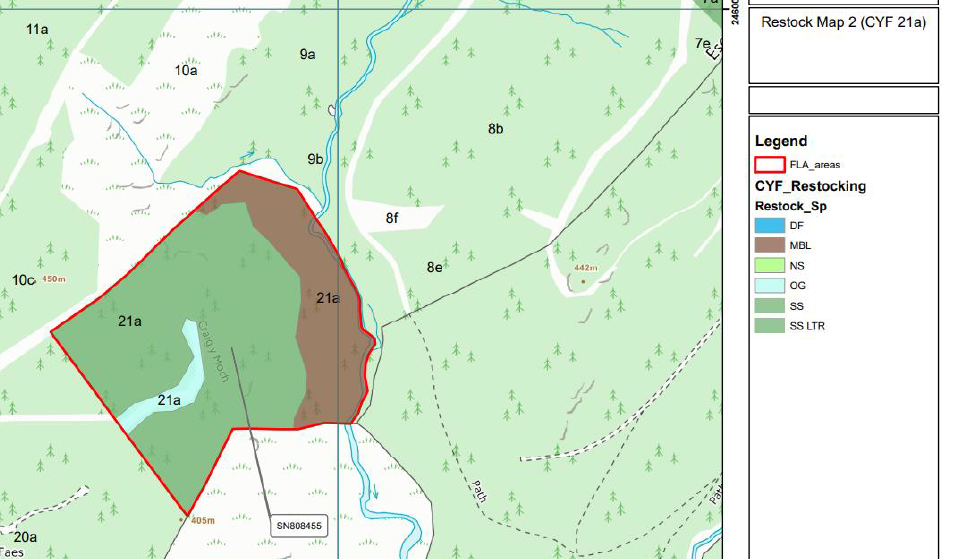 11a
9a
10a
8b
7e
9b
8f
8e
10c
450m
442m
21a
21a
Craig y Moch
21a
SN808455
405m
20a
Path
24600
Restock Map 2 (CYF 21a)
Legend
FLA_areas
CYF_Restocking
Restock_Sp
DF
MBL
NS
OG
SS
SS LTR